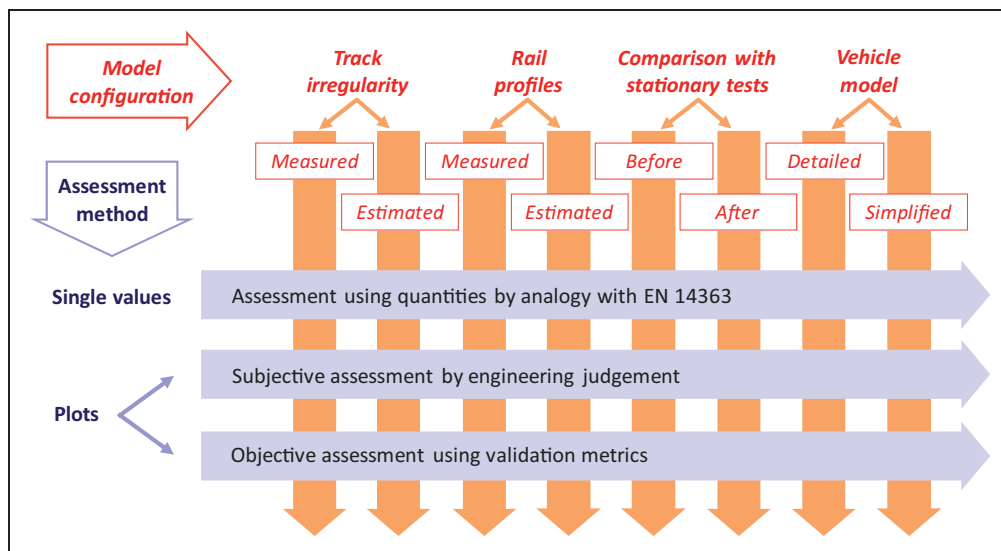 Model
configuration
Track
irregularity
Rail
profiles
Comparison with
stationary tests
Vehicle
model
Measured
Estimated
Measured
Estimated
Before
After
Detailed
Simplified
Assessment
method
Single values
Assessment using quantities by analogy with EN 14363
Plots
Subjective assessment by engineering judgement
Objective assessment using validation metrics